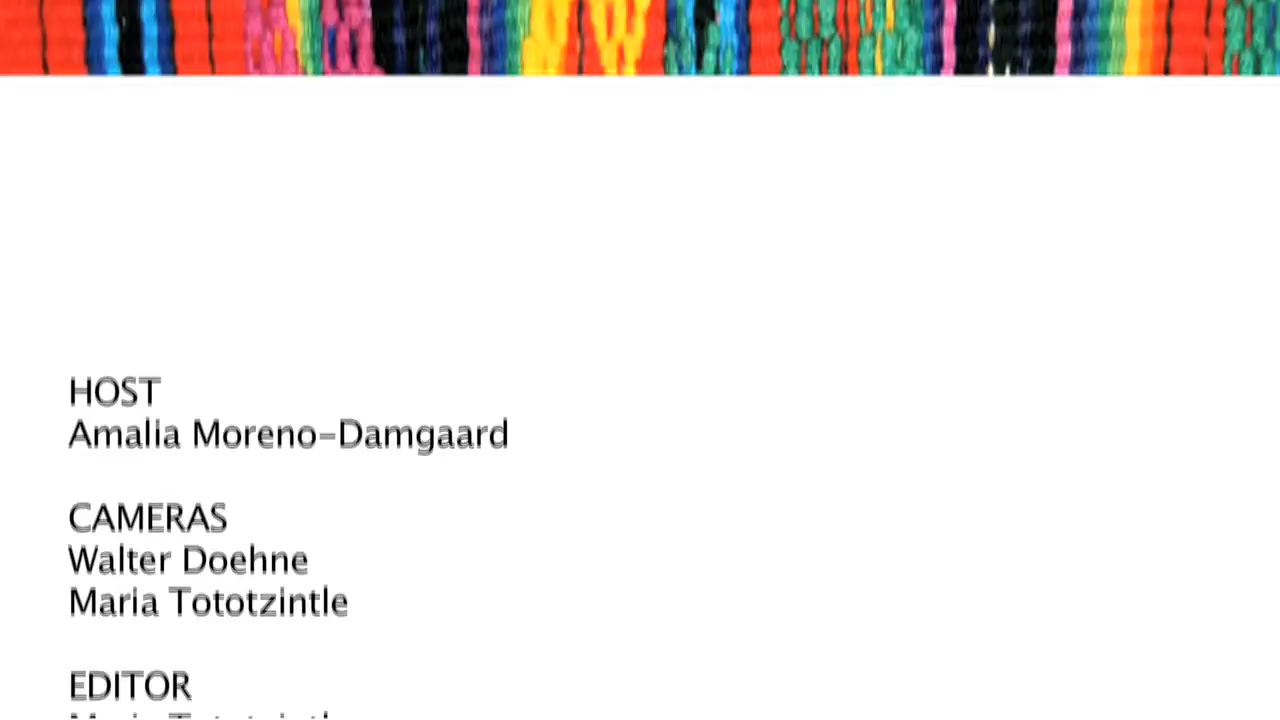 HOST
Amalia Moreno-Damgaard
CAMERAS
Walter Doehne
Maria Tototzintle
EDITOR